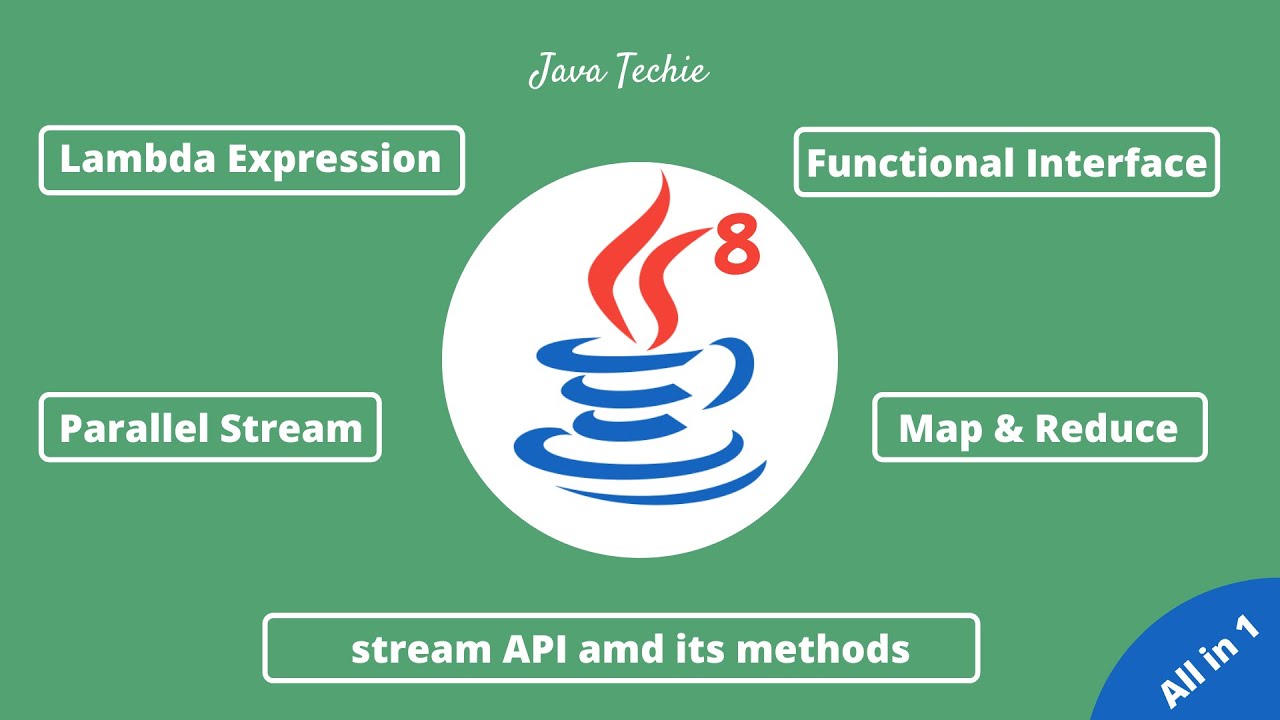 Java Techie
Lambda Expression
Functional Interface
8
Parallel Stream
Map & Reduce
stream API amd its methods
All in 1